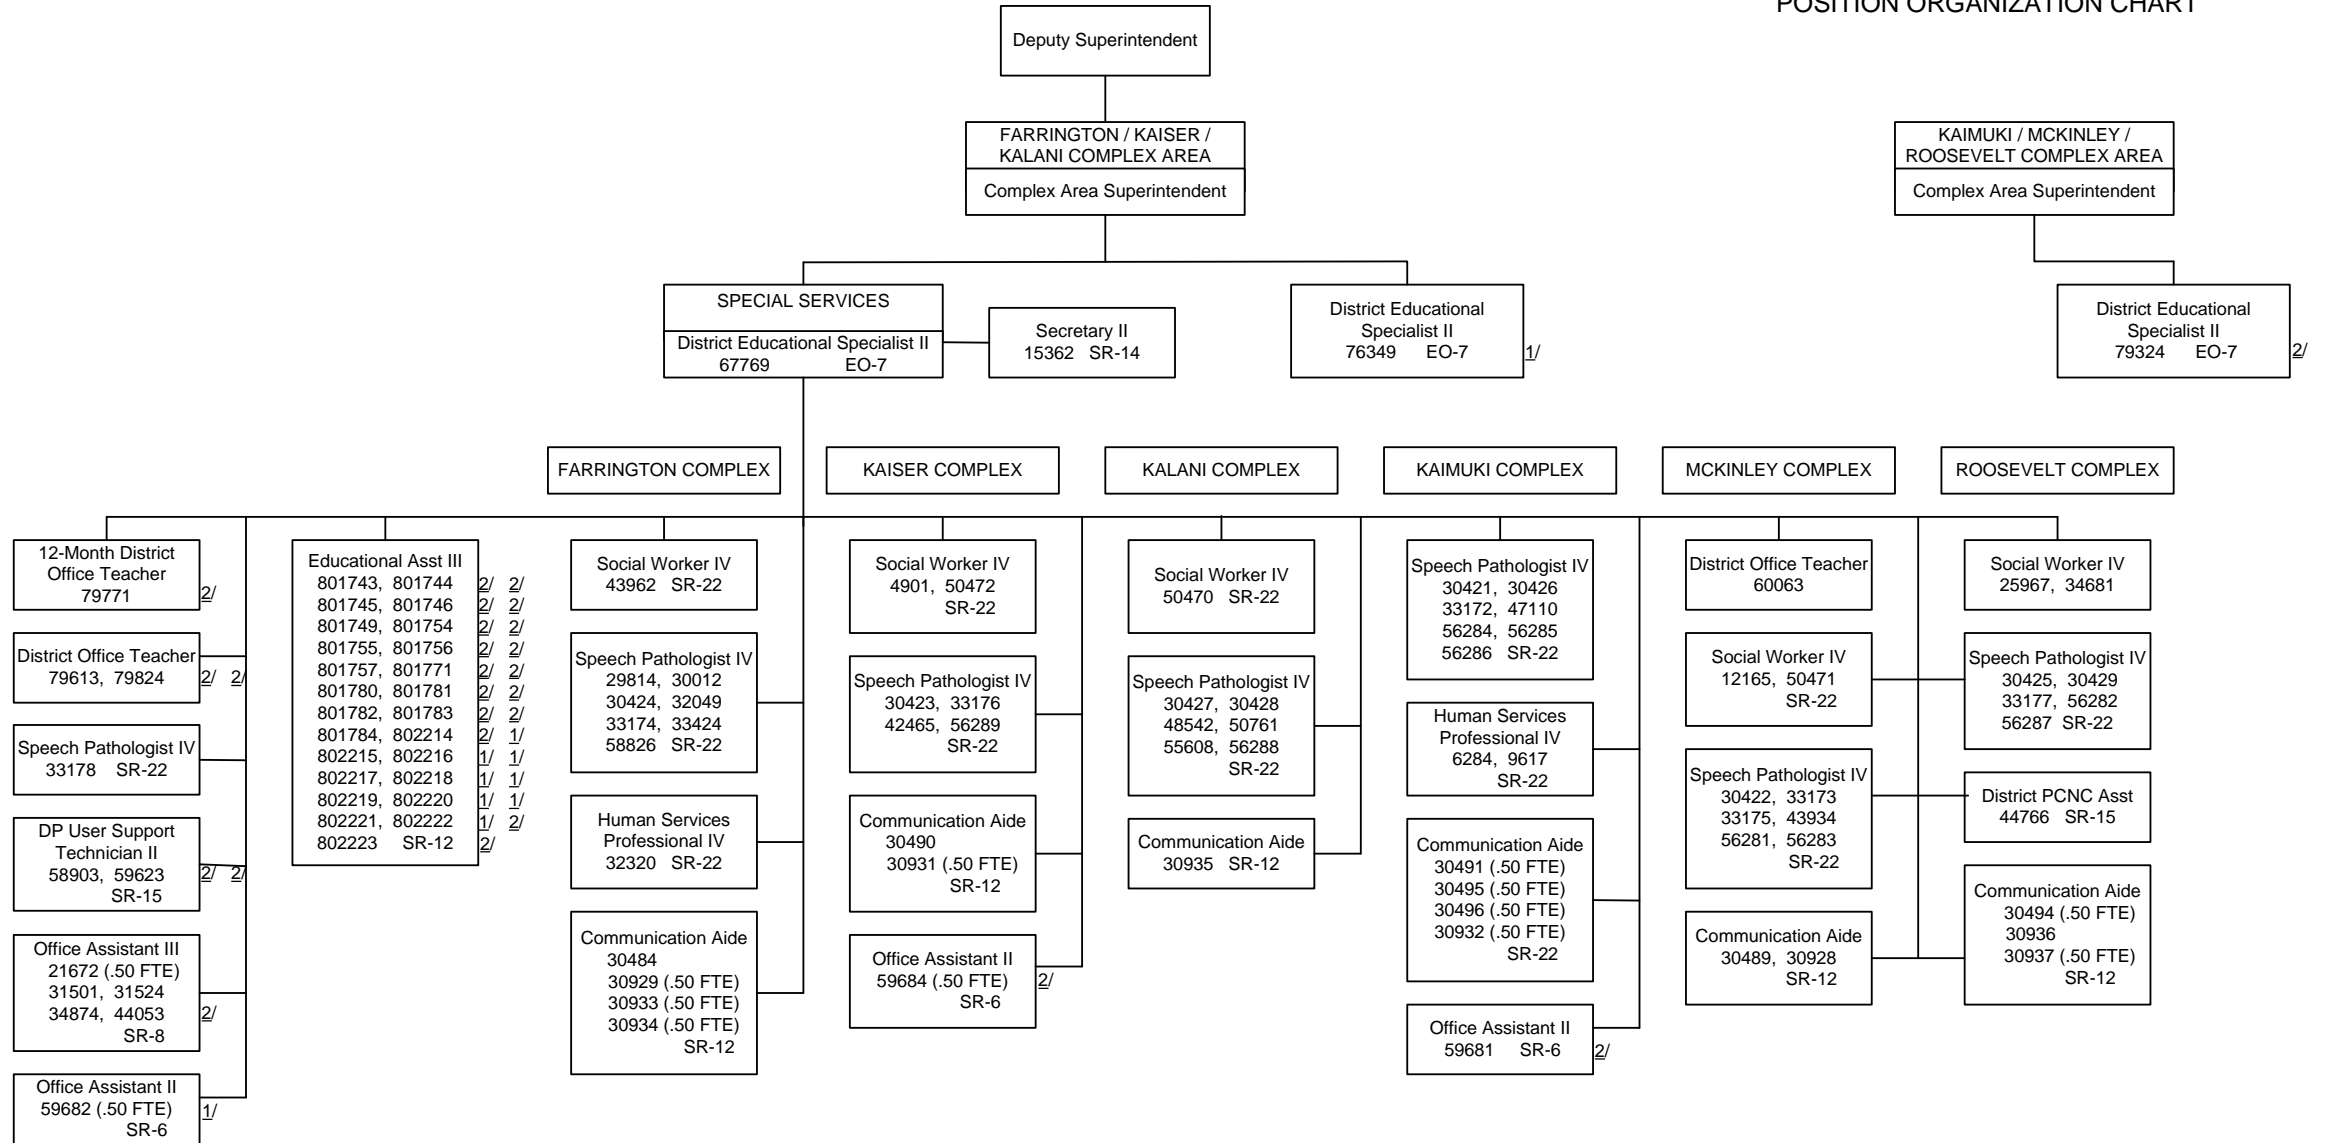 POSITION ORGANIZATION CHART
Deputy Superintendent
FARRINGTON / KAISER /
KALANI COMPLEX AREA
Complex Area Superintendent
KAIMUKI / MCKINLEY /
ROOSEVELT COMPLEX AREA
Complex Area Superintendent
SPECIAL SERVICES
District Educational Specialist II
67769 EO-7
Secretary II
15362 SR-14
District Educational
Specialist II
76349 EO-7 1/
District Educational
Specialist II
79324 EO-7 2/
FARRINGTON COMPLEX
KAISER COMPLEX
KALANI COMPLEX
KAIMUKI COMPLEX
MCKINLEY COMPLEX
ROOSEVELT COMPLEX
12-Month District
Office Teacher
79771 2/
District Office Teacher
79613, 79824 2/ 2/
Speech Pathologist IV
33178 SR-22
DP User Support
Technician II
58903, 59623 2/ 2/
SR-15
Office Assistant III
21672 (.50 FTE)
31501, 31524
34874, 44053 2/
SR-8
Office Assistant II
59682 (.50 FTE) 1/
SR-6
Educational Asst III
801743, 801744 2/ 2/
801745, 801746 2/ 2/
801749, 801754 2/ 2/
801755, 801756 2/ 2/
801757, 801771 2/ 2/
801780, 801781 2/ 2/
801782, 801783 2/ 2/
801784, 802214 2/ 1/
802215, 802216 1/ 1/
802217, 802218 1/ 1/
802219, 802220 1/ 1/
802221, 802222 1/ 2/
802223 SR-12 2/
Social Worker IV
43962 SR-22
Speech Pathologist IV
29814, 30012
30424, 32049
33174, 33424
58826 SR-22
Human Services
Professional IV
32320 SR-22
Communication Aide
30484
30929 (.50 FTE)
30933 (.50 FTE)
30934 (.50 FTE)
SR-12
Social Worker IV
4901, 50472
SR-22
Speech Pathologist IV
30423, 33176
42465, 56289
SR-22
Communication Aide
30490
30931 (.50 FTE)
SR-12
Office Assistant II
59684 (.50 FTE) 2/
SR-6
Social Worker IV
50470 SR-22
Speech Pathologist IV
30427, 30428
48542, 50761
55608, 56288
SR-22
Communication Aide
30935 SR-12
Speech Pathologist IV
30421, 30426
33172, 47110
56284, 56285
56286 SR-22
Human Services
Professional IV
6284, 9617
SR-22
Communication Aide
30491 (.50 FTE)
30495 (.50 FTE)
30496 (.50 FTE)
30932 (.50 FTE)
SR-22
Office Assistant II
59681 SR-6 2/
District Office Teacher
60063
Social Worker IV
12165, 50471
SR-22
Speech Pathologist IV
30422, 33173
33175, 43934
56281, 56283
SR-22
Communication Aide
30489, 30928
SR-12
Social Worker IV
25967, 34681
Speech Pathologist IV
30425, 30429
33177, 56282
56287 SR-22
District PCNC Asst
44766 SR-15
Communication Aide
30494 (.50 FTE)
30936
30937 (.50 FTE)
SR-12